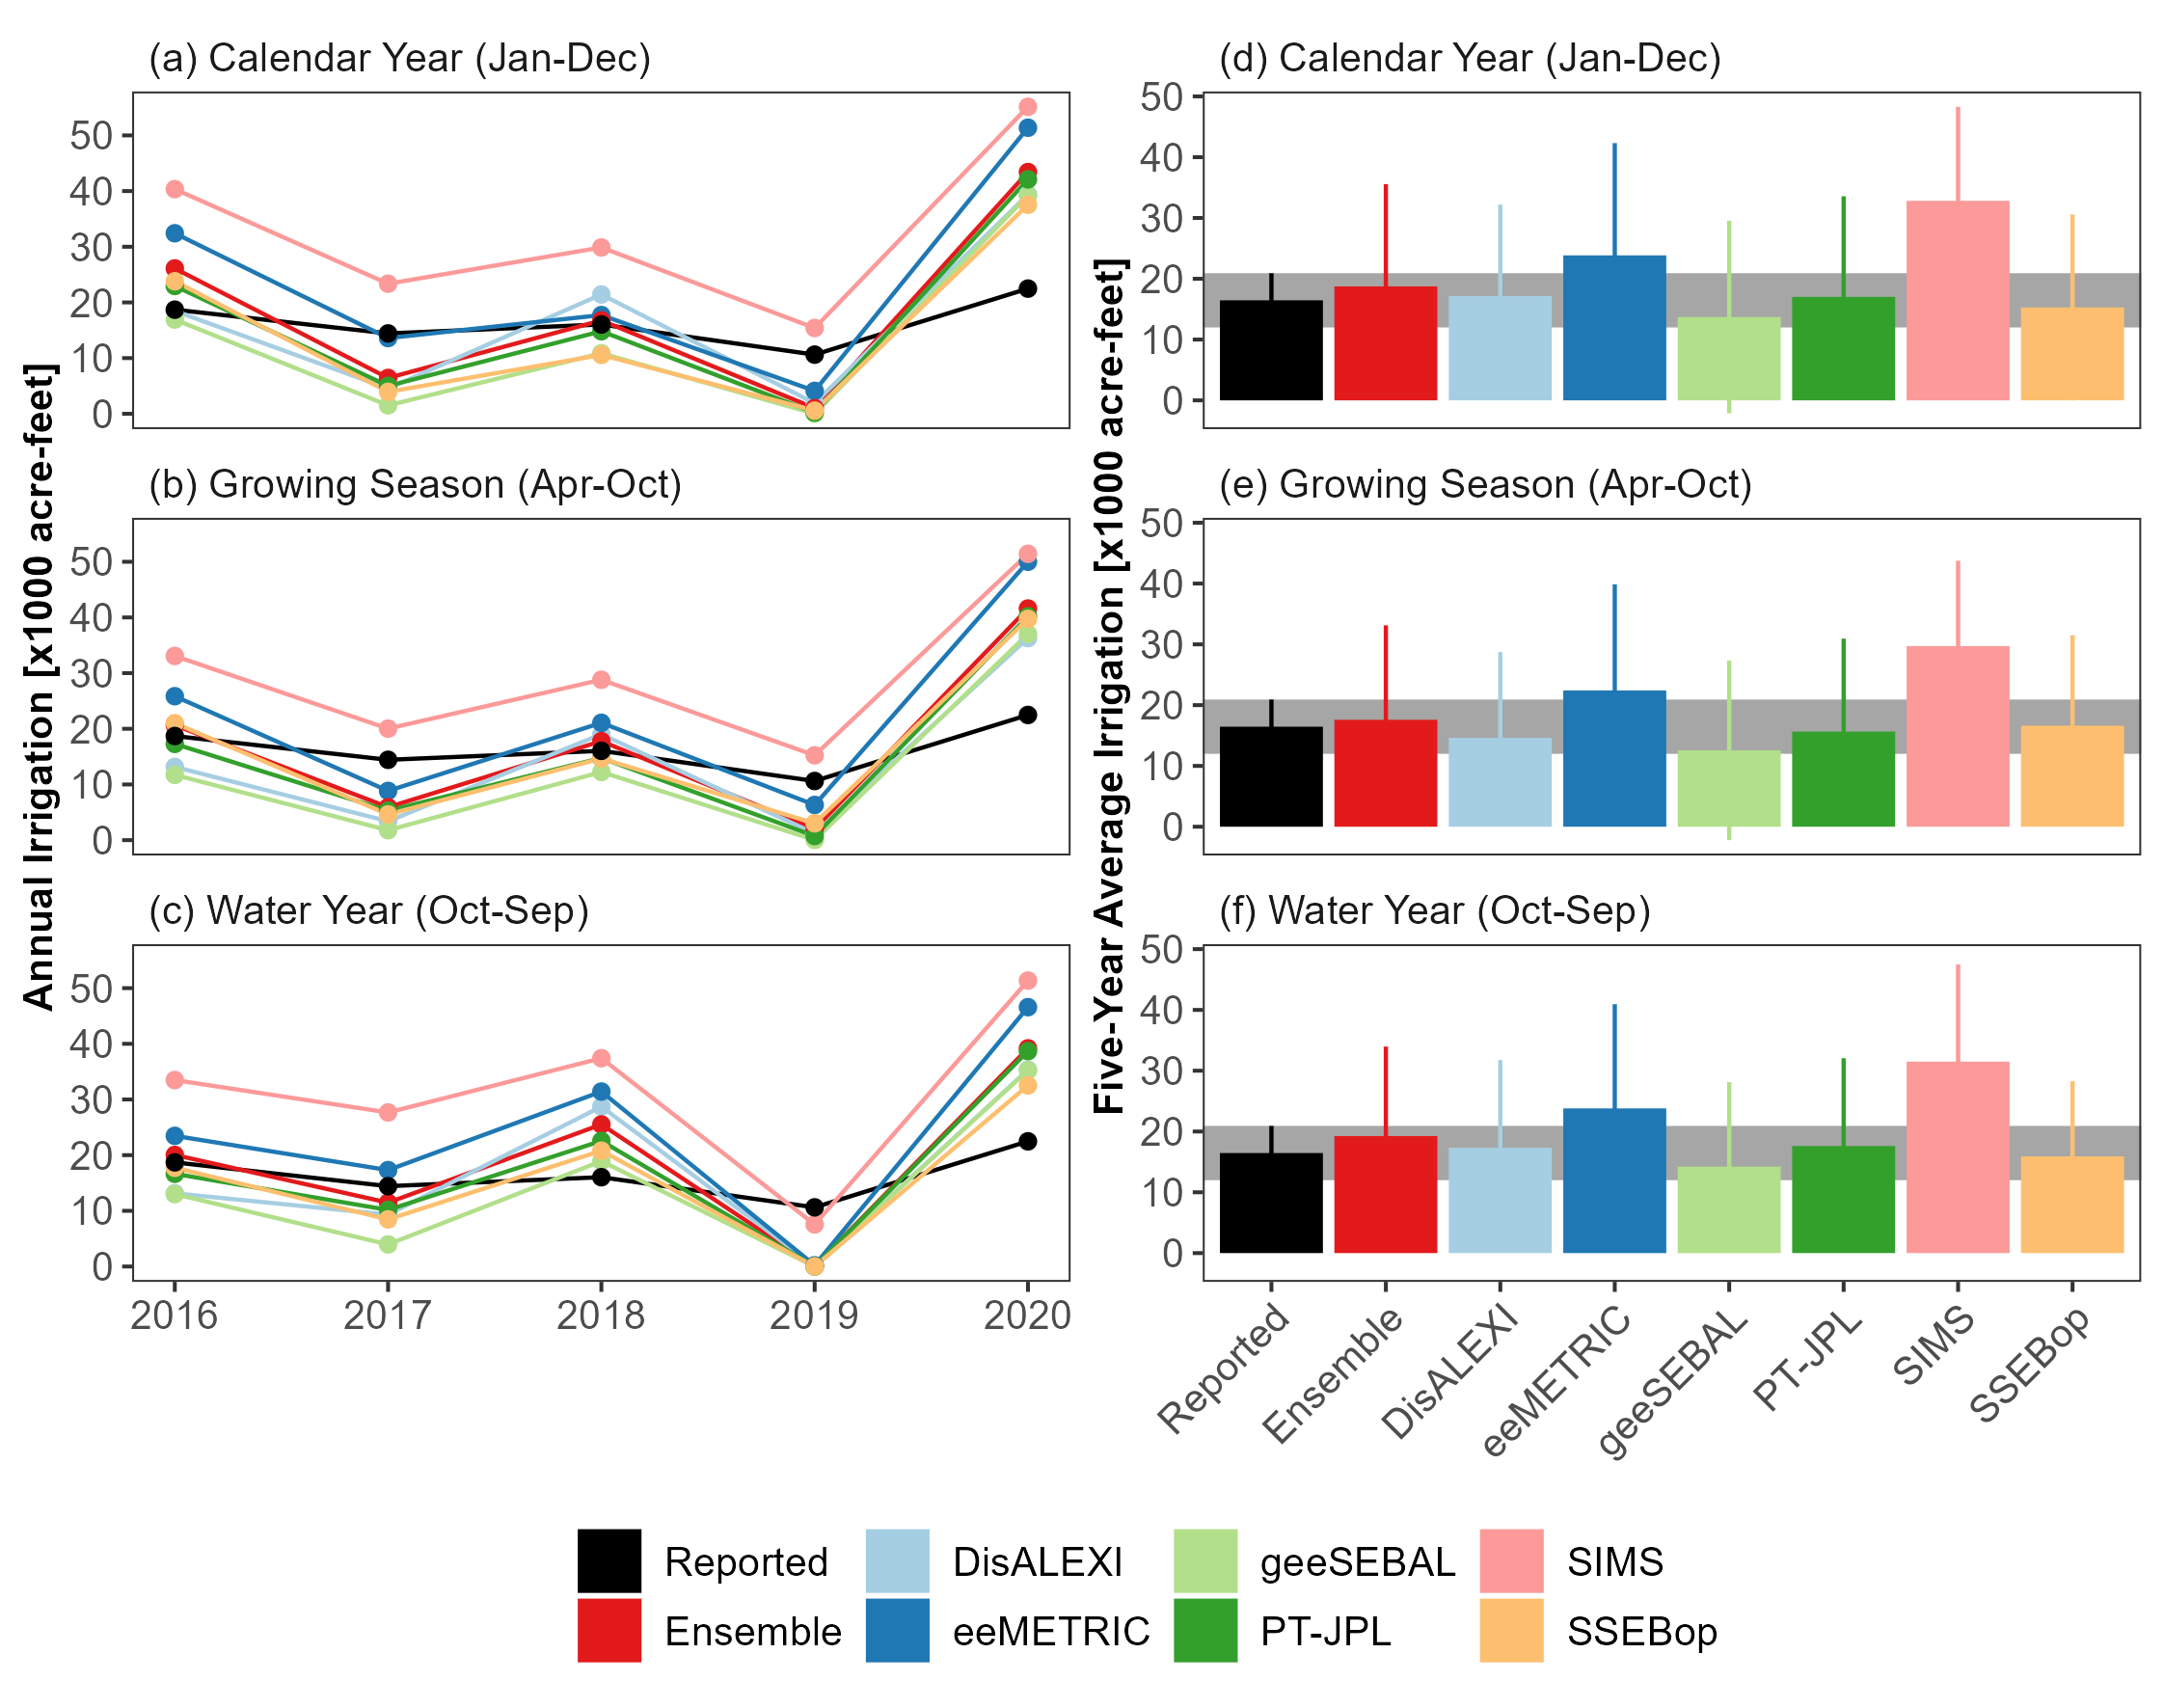 (a) Calendar Year (Jan-Dec)
50
40
30
20
10
0
(b) Growing Season (Apr-Oct)
50
40
30
20
10
0
(c) Water Year (Oct-Sep)
50
40
30
20
10
0
2016 2017 2018 2019 2020
Annual Irrigation [x1000 acre-feet]
(d) Calendar Year (Jan-Dec)
50
40
30
20
10
0
(e) Growing Season (Apr-Oct)
50
40
30
20
10
0
(f) Water Year (Oct-Sep)
50
40
30
20
10
0
Reported
Ensemble
DisALEXI
eeMETRIC
geeSEBAL
PT-JPL
SIMS
SSEBop
Five-Year Average Irrigation [x1000 acre-feet]
Reported DisALEXI geeSEBAL SIMS
Ensemble eeMETRIC PT-JPL SSEBop